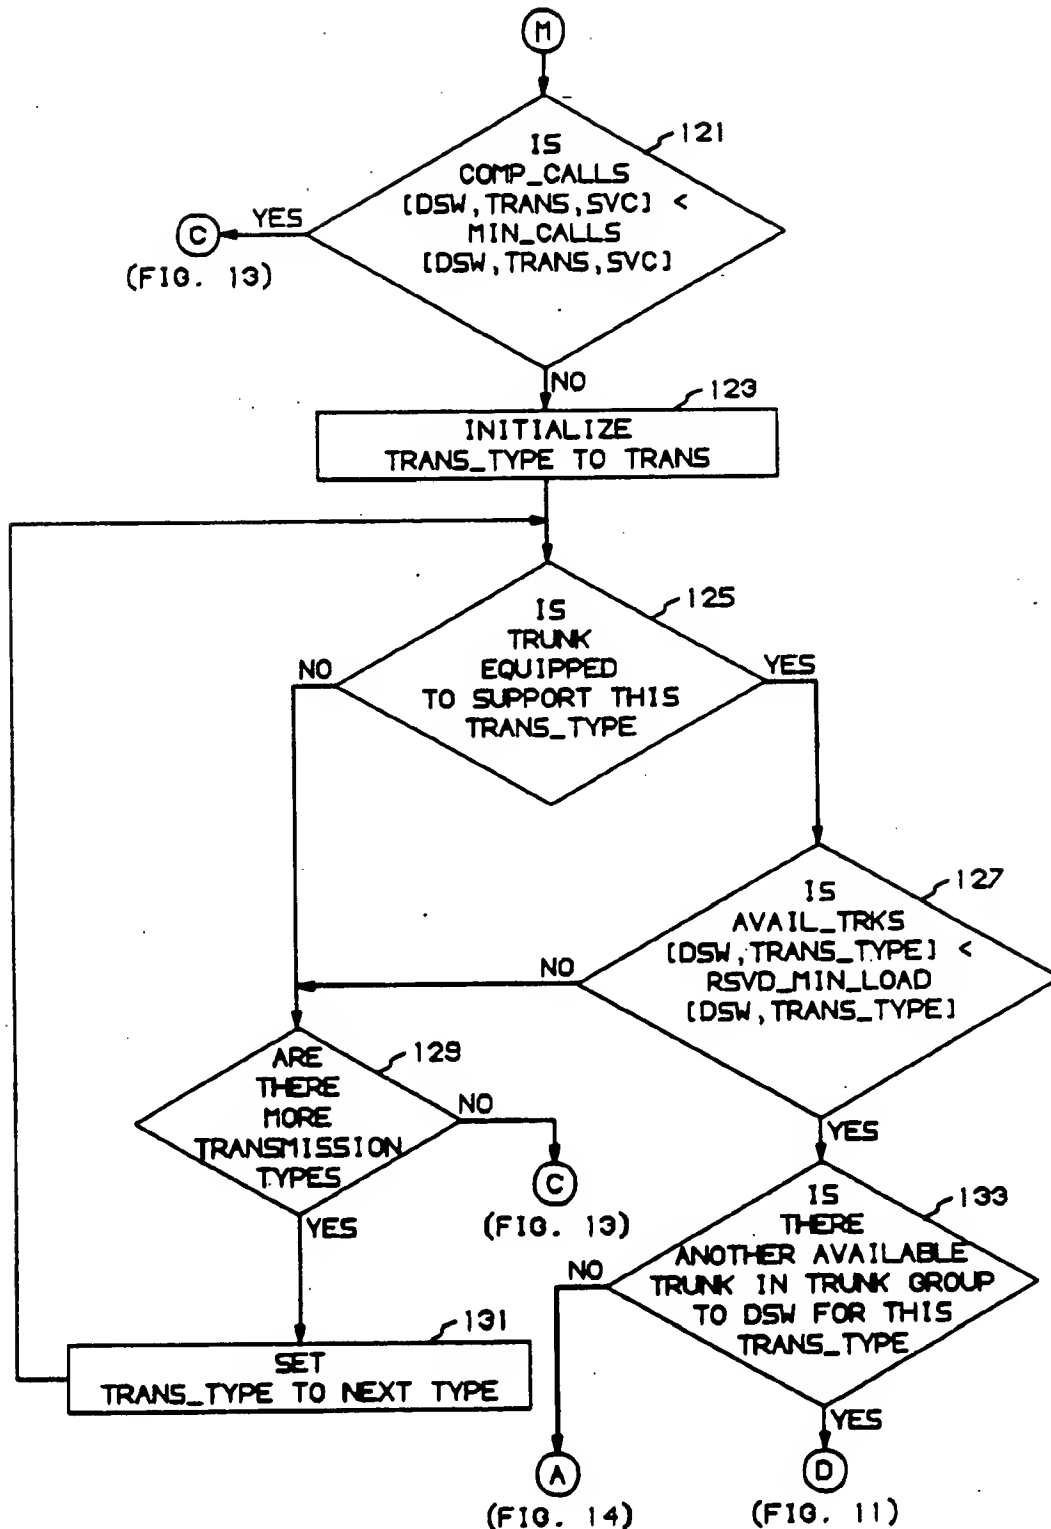 M
121
IS
COMP_CALLS
[DSW,TRANS,SVC] <
MIN_CALLS
[DSW,TRANS,SVC]
YES
C
(FIG. 13)
NO
123
INITIALIZE
TRANS_TYPE TO TRANS
125
IS
TRUNK
EQUIPPED
TO SUPPORT THIS
TRANS_TYPE
NO
YES
127
IS
AVAIL_TRKS
[DSW,TRANS_TYPE] <
RSVD_MIN_LOAD
[DSW,TRANS_TYPE]
NO
YES
129
ARE
THERE
MORE
TRANSMISSION
TYPES
NO
C
(FIG. 13)
YES
131
SET
TRANS_TYPE TO NEXT TYPE
133
IS
THERE
ANOTHER AVAILABLE
TRUNK IN TRUNK GROUP
TO DSW FOR THIS
TRANS_TYPE
NO
YES
A
(FIG. 14)
D
(FIG. 11)